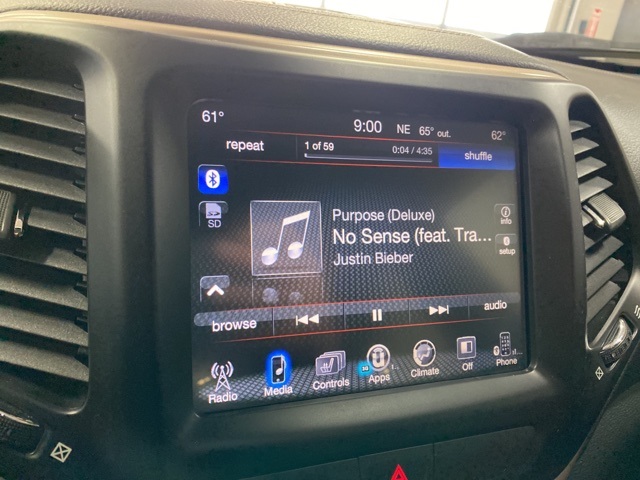 61°
9:00 NE 65° out. 62°
repeat 1 of 59 0:04 / 4:35 shuffle
SD
Purpose (Deluxe)
No Sense (feat. Tra...
Justin Bieber
info
setup
browse audio
Radio Media Controls Apps Climate Off Phone